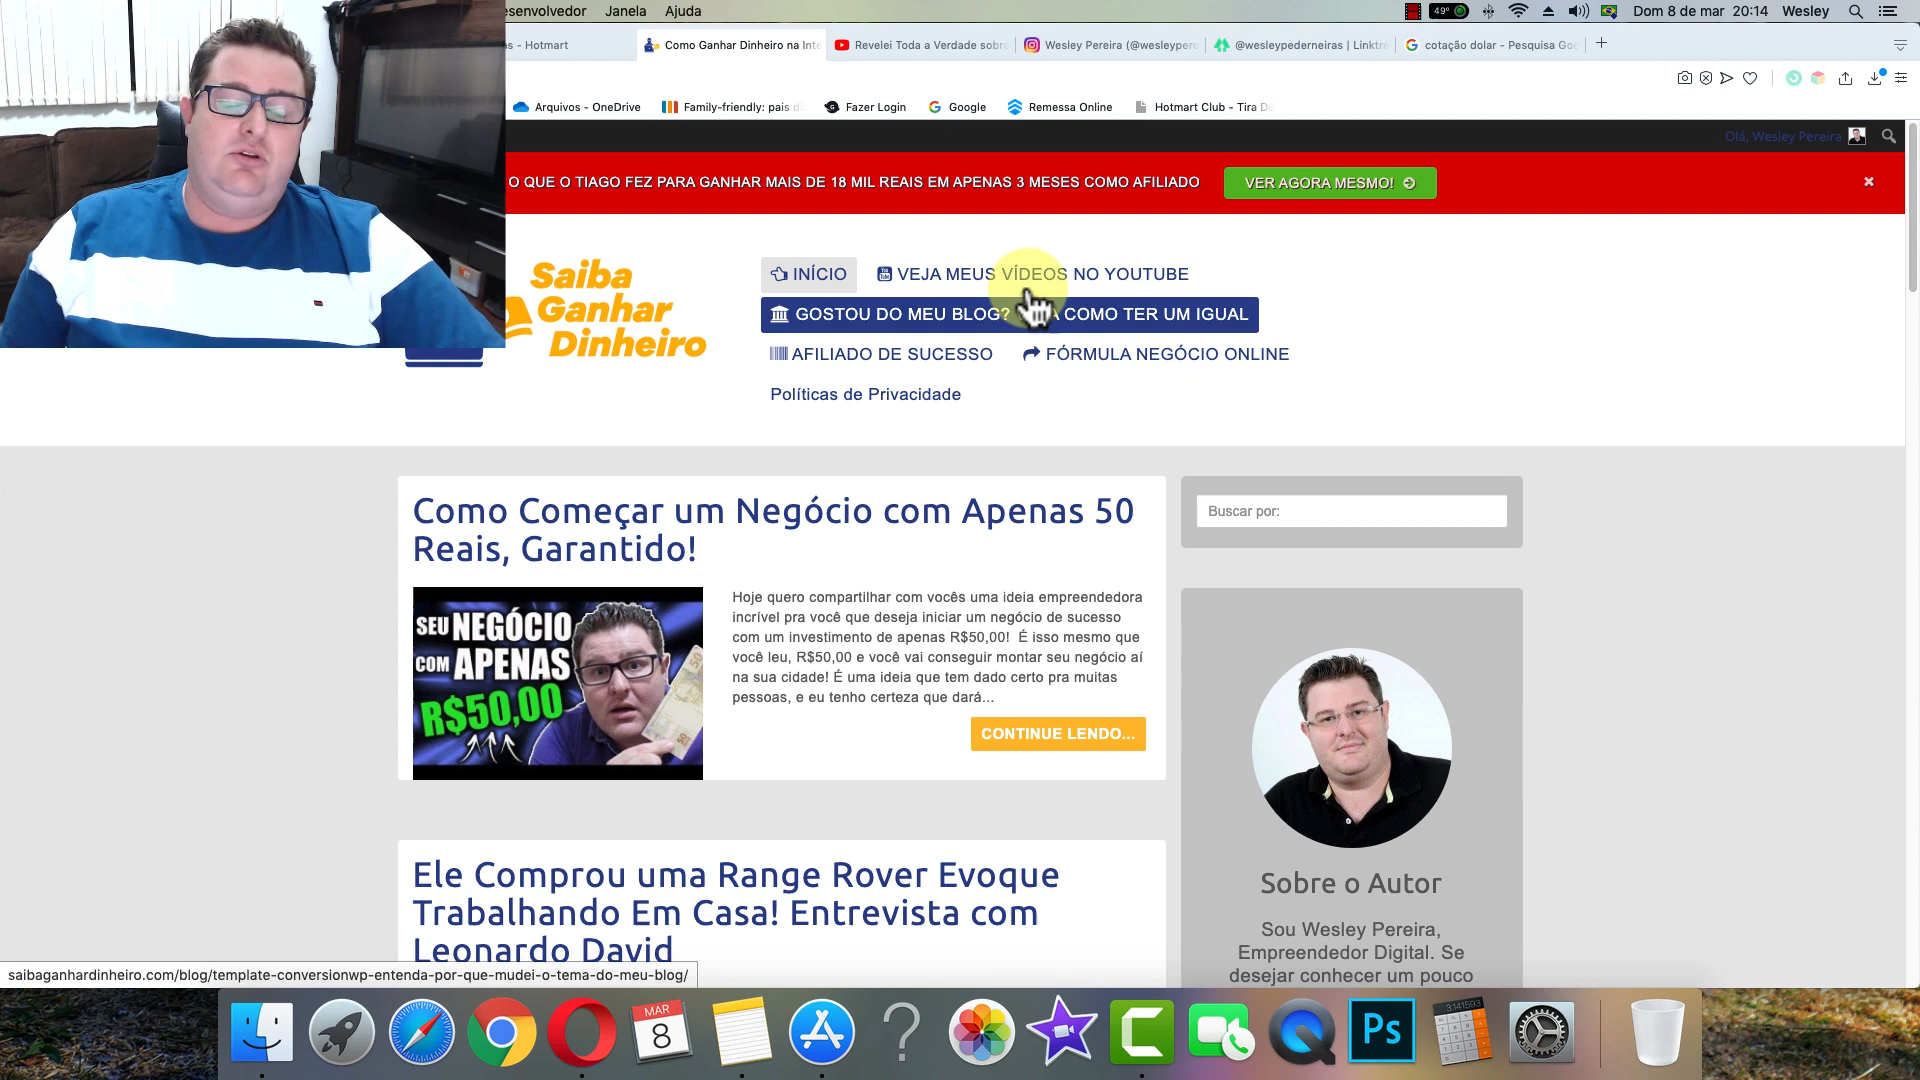 esenvolvedor Janela Ajuda
49° Dom 8 de mar 20:14 Wesley
s - Hotmart
Como Ganhar Dinheiro na Inte
Revelei Toda a Verdade sobre
Wesley Pereira (@wesleypere
@wesleypederneiras | Linktre
cotação dolar - Pesquisa Goo
Arquivos - OneDrive
Family-friendly: pais d
Fazer Login
Google
Remessa Online
Hotmart Club - Tira Dú
Olá, Wesley Pereira
O QUE O TIAGO FEZ PARA GANHAR MAIS DE 18 MIL REAIS EM APENAS 3 MESES COMO AFILIADO
VER AGORA MESMO!
Saiba
Ganhar
Dinheiro
INÍCIO
VEJA MEUS VÍDEOS NO YOUTUBE
GOSTOU DO MEU BLOG? A COMO TER UM IGUAL
AFILIADO DE SUCESSO
FÓRMULA NEGÓCIO ONLINE
Políticas de Privacidade
Como Começar um Negócio com Apenas 50
Reais, Garantido!
SEU NEGÓCIO
COM APENAS
R$50,00
Hoje quero compartilhar com vocês uma ideia empreendedora
incrível pra você que deseja iniciar um negócio de sucesso
com um investimento de apenas R$50,00! É isso mesmo que
você leu, R$50,00 e você vai conseguir montar seu negócio aí
na sua cidade! É uma ideia que tem dado certo pra muitas
pessoas, e eu tenho certeza que dará...
CONTINUE LENDO...
Buscar por:
Ele Comprou uma Range Rover Evoque
Trabalhando Em Casa! Entrevista com
Leonardo David
Sobre o Autor
Sou Wesley Pereira,
Empreendedor Digital. Se
desejar conhecer um pouco
saibaganhardinheiro.com/blog/template-conversionwp-entenda-por-que-mudei-o-tema-do-meu-blog/
MAR
8
Ps
3.141593